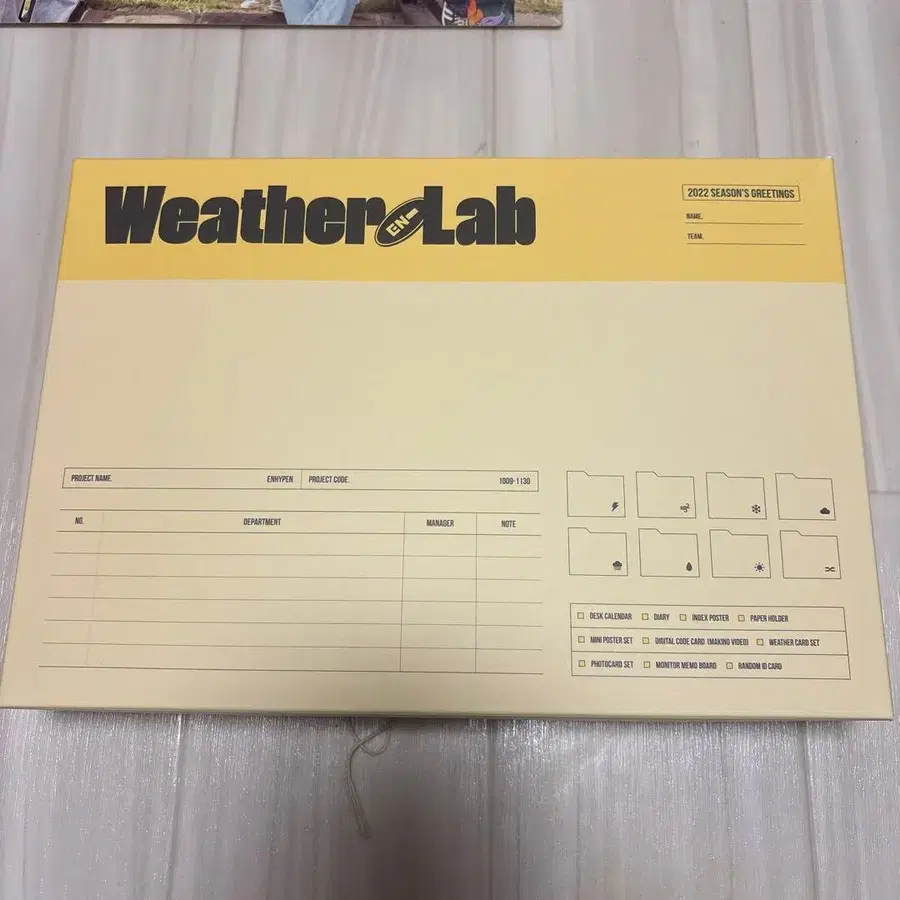 Weather EN- Lab
2022 SEASON'S GREETINGS
NAME.
TEAM.
PROJECT NAME. ENHYPEN PROJECT CODE. 1009-1130
NO. DEPARTMENT MANAGER NOTE
DESK CALENDAR DIARY INDEX POSTER PAPER HOLDER
MINI POSTER SET DIGITAL CODE CARD (MAKING VIDEO) WEATHER CARD SET
PHOTOCARD SET MONITOR MEMO BOARD RANDOM ID CARD